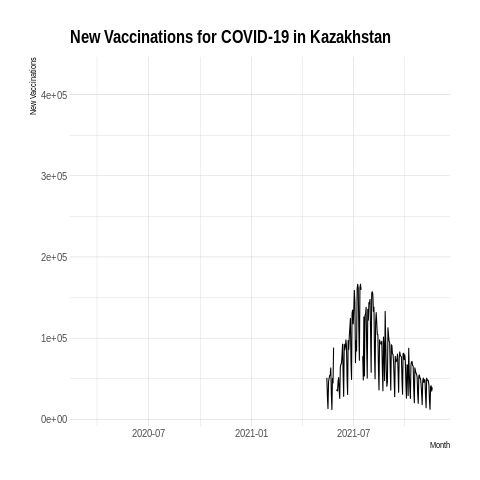 New Vaccinations for COVID-19 in Kazakhstan
New Vaccinations
4e+05
3e+05
2e+05
1e+05
0e+00
2020-07
2021-01
2021-07
Month